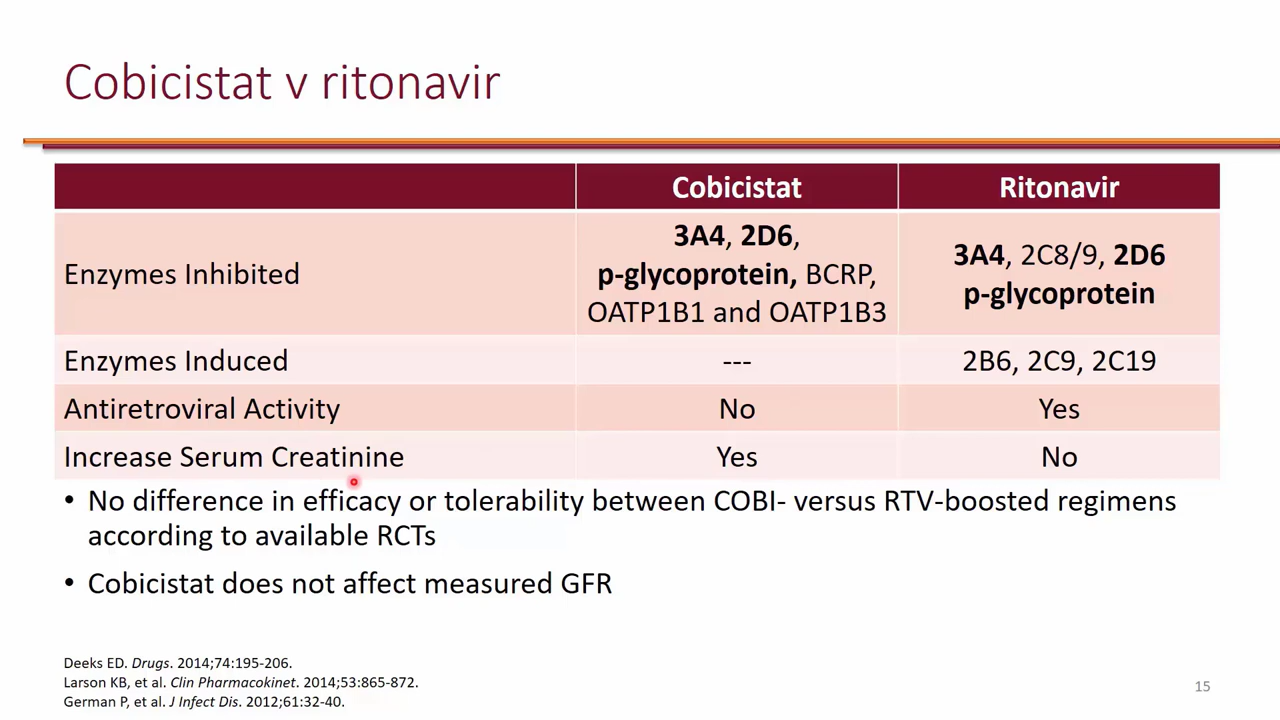 Cobicistat v ritonavir
Cobicistat
Ritonavir
Enzymes Inhibited
3A4, 2D6,
p-glycoprotein, BCRP,
OATP1B1 and OATP1B3
3A4, 2C8/9, 2D6
p-glycoprotein
Enzymes Induced
---
2B6, 2C9, 2C19
Antiretroviral Activity
No
Yes
Increase Serum Creatinine
Yes
No
• No difference in efficacy or tolerability between COBI- versus RTV-boosted regimens
according to available RCTs
• Cobicistat does not affect measured GFR
Deeks ED. Drugs. 2014;74:195-206.
Larson KB, et al. Clin Pharmacokinet. 2014;53:865-872.
German P, et al. J Infect Dis. 2012;61:32-40.
15